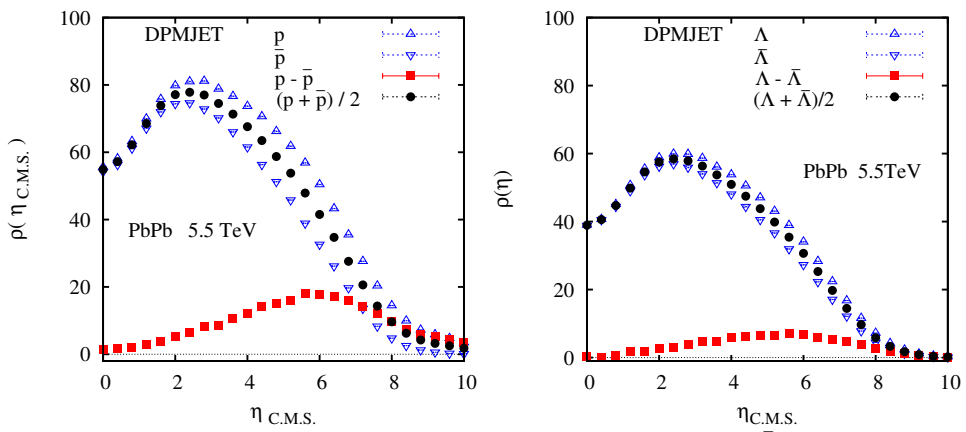 DPMJET
p
p̄
p - p̄
(p + p̄) / 2
PbPb 5.5 TeV
ρ( η C.M.S.)
100
80
60
40
20
0
0 2 4 6 8 10
η C.M.S.
DPMJET
Λ
Λ̄
Λ - Λ̄
(Λ + Λ̄)/2
PbPb 5.5TeV
ρ(η)
100
80
60
40
20
0
0 2 4 6 8 10
ηC.M.S.